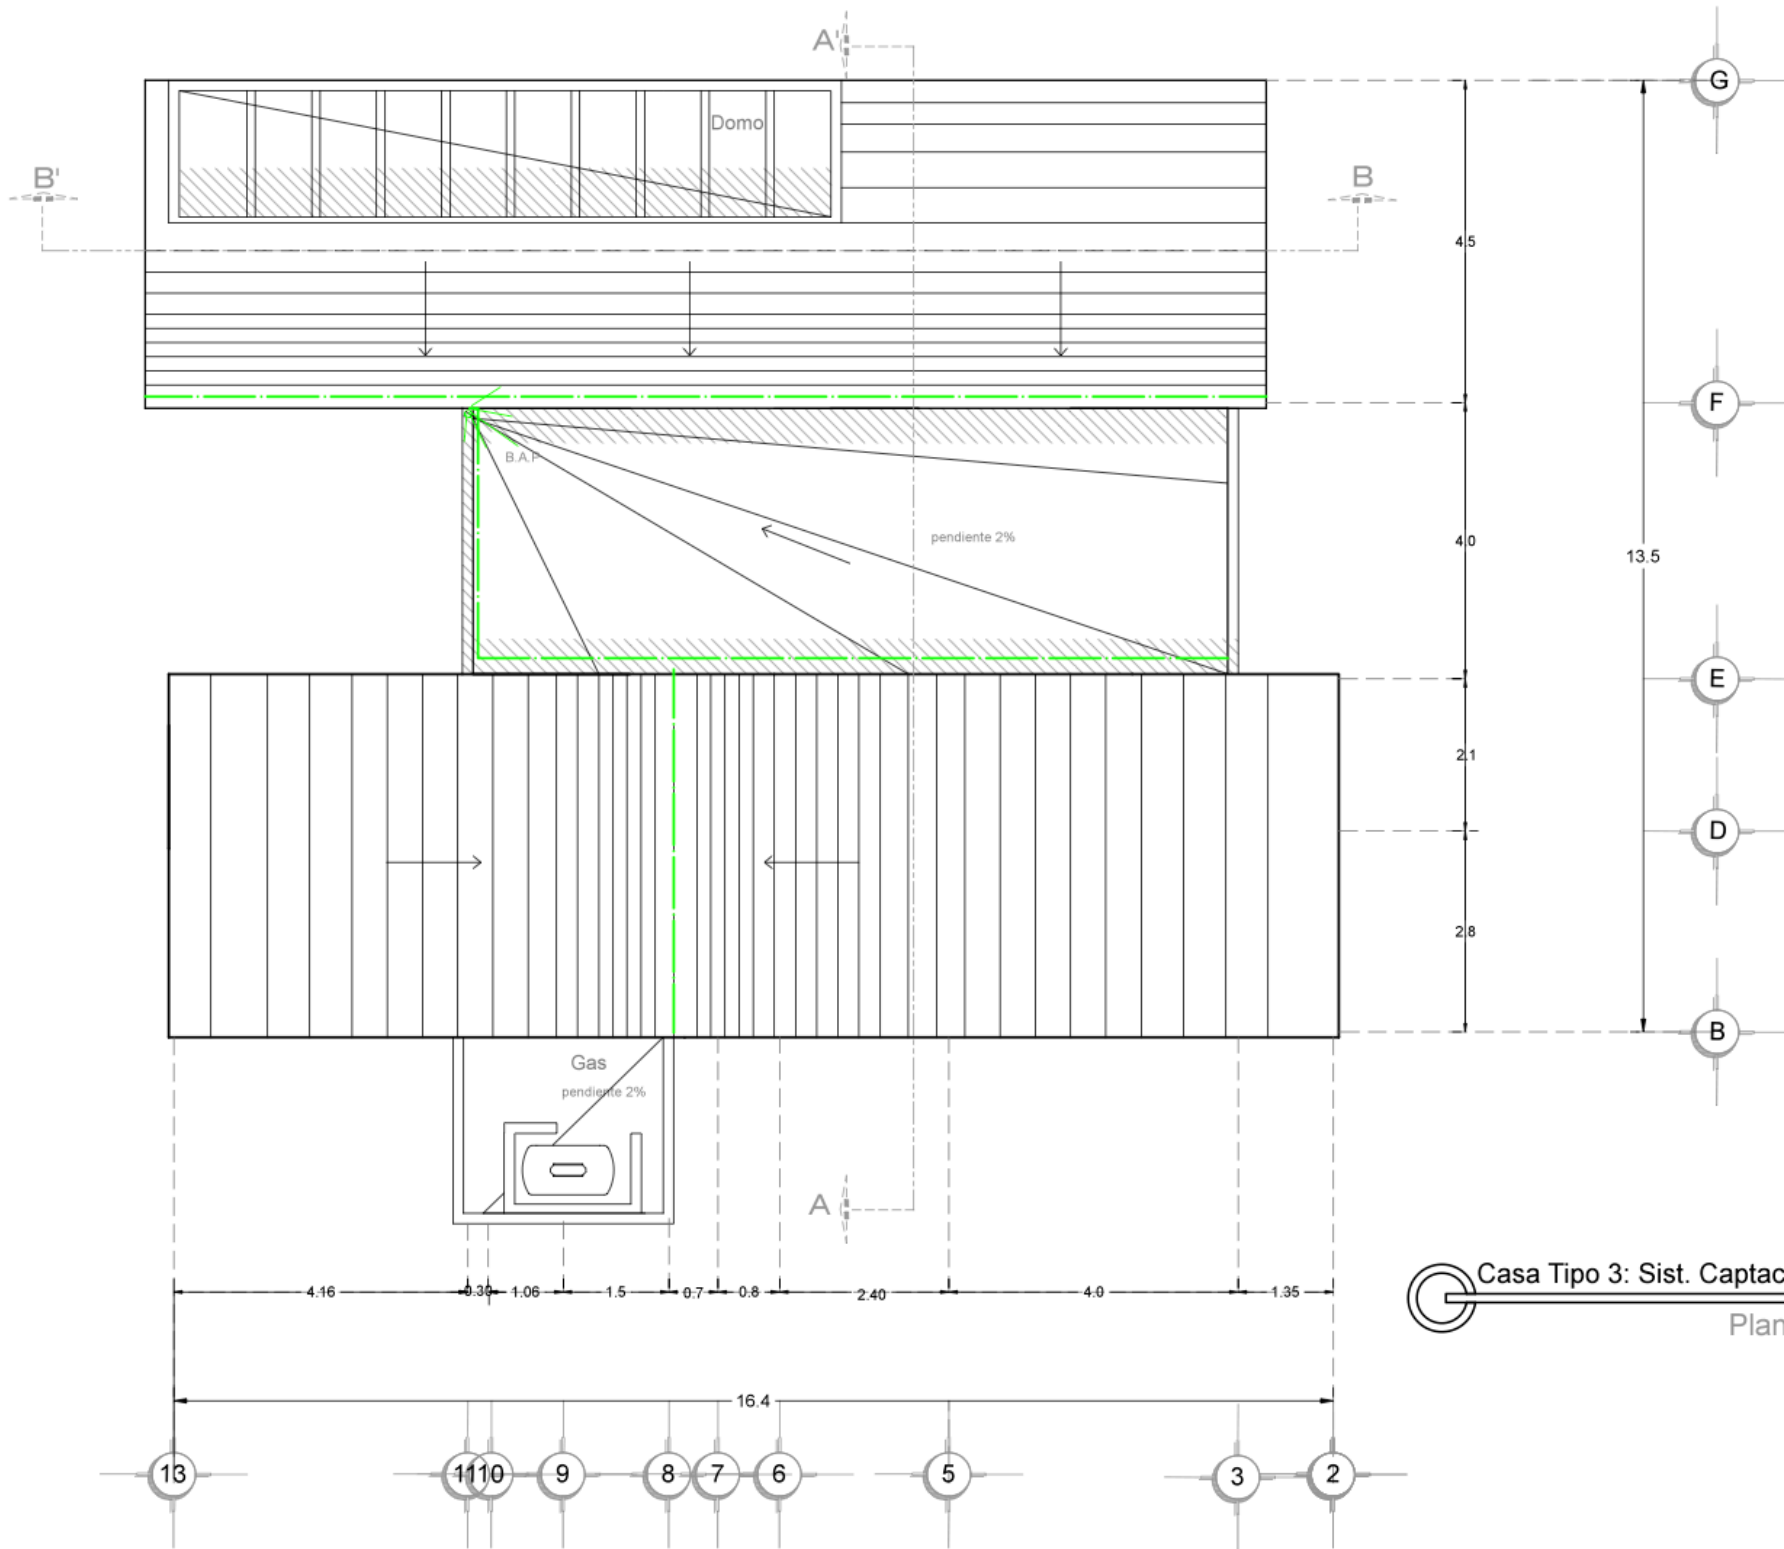 A'
G
Domo
B'
B
4.5
F
B.A.P
pendiente 2%
4.0
13.5
E
2.1
D
2.8
B
Gas
pendiente 2%
A
Casa Tipo 3: Sist. Captac
Plan
4.16
0.30
1.06
1.5
0.7
0.8
2.40
4.0
1.35
16.4
13
11
10
9
8
7
6
5
3
2